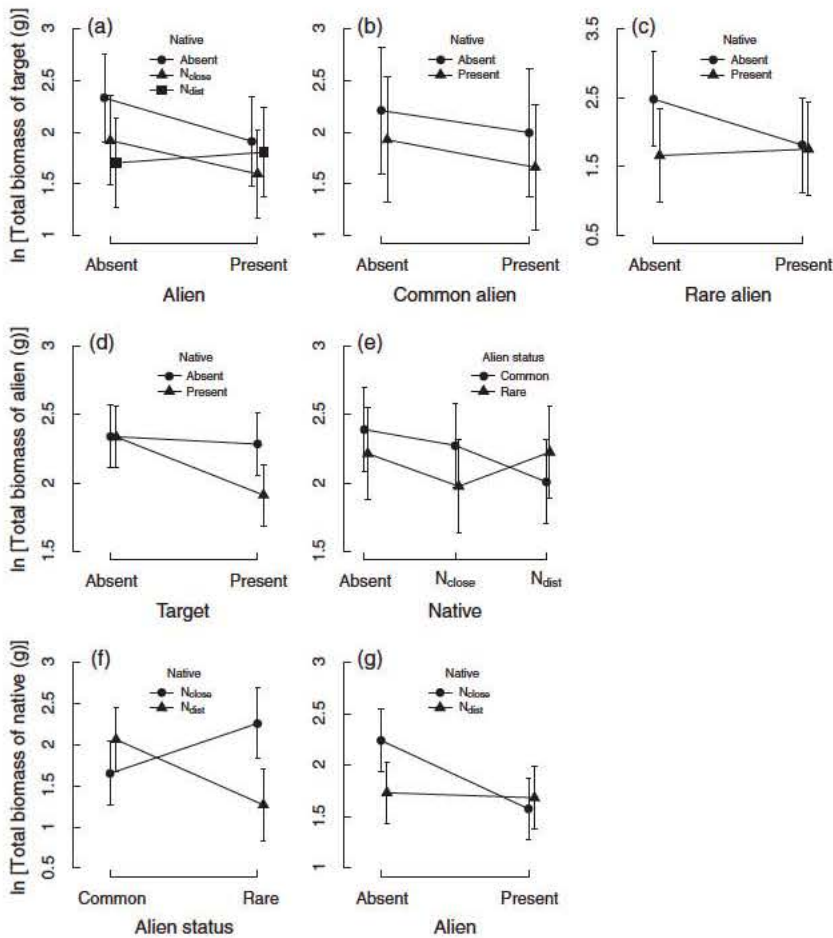 ln [Total biomass of target (g)]
(a)
Native
Absent
Nclose
Ndist
3
2.5
2
1.5
1
Absent Present
Alien
(b)
Native
Absent
Present
3
2.5
2
1.5
1
Absent Present
Common alien
(c)
Native
Absent
Present
3.5
2.5
1.5
0.5
Absent Present
Rare alien
ln [Total biomass of alien (g)]
(d)
Native
Absent
Present
3
2.5
2
1.5
Absent Present
Target
(e)
Alien status
Common
Rare
3
2.5
2
1.5
Absent Nclose Ndist
Native
ln [Total biomass of native (g)]
(f)
Native
Nclose
Ndist
3
2.5
2
1.5
1
0.5
Common Rare
Alien status
(g)
Native
Nclose
Ndist
3
2.5
2
1.5
1
Absent Present
Alien